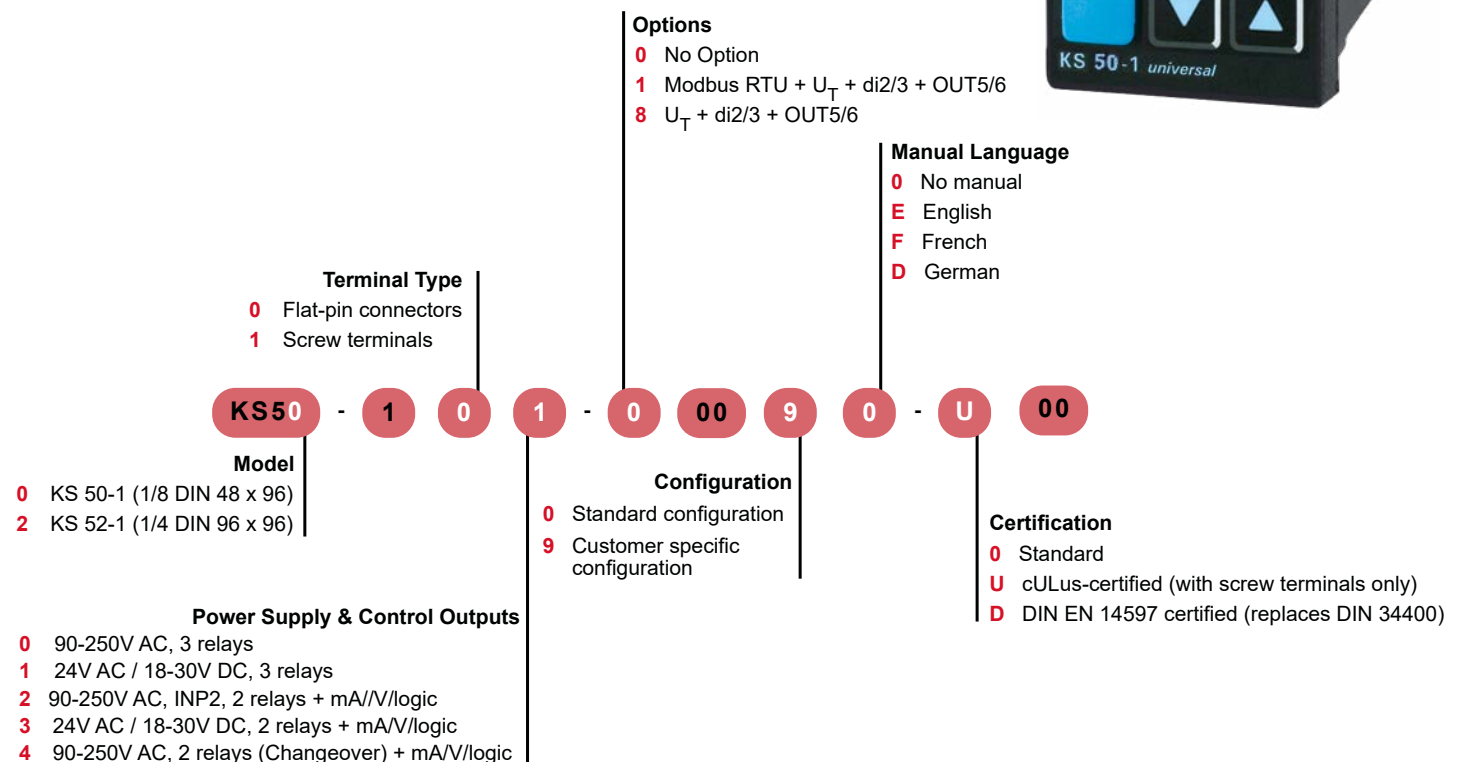 Options
0 No Option
1 Modbus RTU + UT + di2/3 + OUT5/6
8 UT + di2/3 + OUT5/6
KS 50-1 universal
Manual Language
0 No manual
E English
F French
D German
Terminal Type
0 Flat-pin connectors
1 Screw terminals
KS50 - 1 0 1 - 0 00 9 0 - U 00
Model
0 KS 50-1 (1/8 DIN 48 x 96)
2 KS 52-1 (1/4 DIN 96 x 96)
Configuration
0 Standard configuration
9 Customer specific
configuration
Certification
0 Standard
U cULus-certified (with screw terminals only)
D DIN EN 14597 certified (replaces DIN 34400)
Power Supply & Control Outputs
0 90-250V AC, 3 relays
1 24V AC / 18-30V DC, 3 relays
2 90-250V AC, INP2, 2 relays + mA//V/logic
3 24V AC / 18-30V DC, 2 relays + mA/V/logic
4 90-250V AC, 2 relays (Changeover) + mA/V/logic